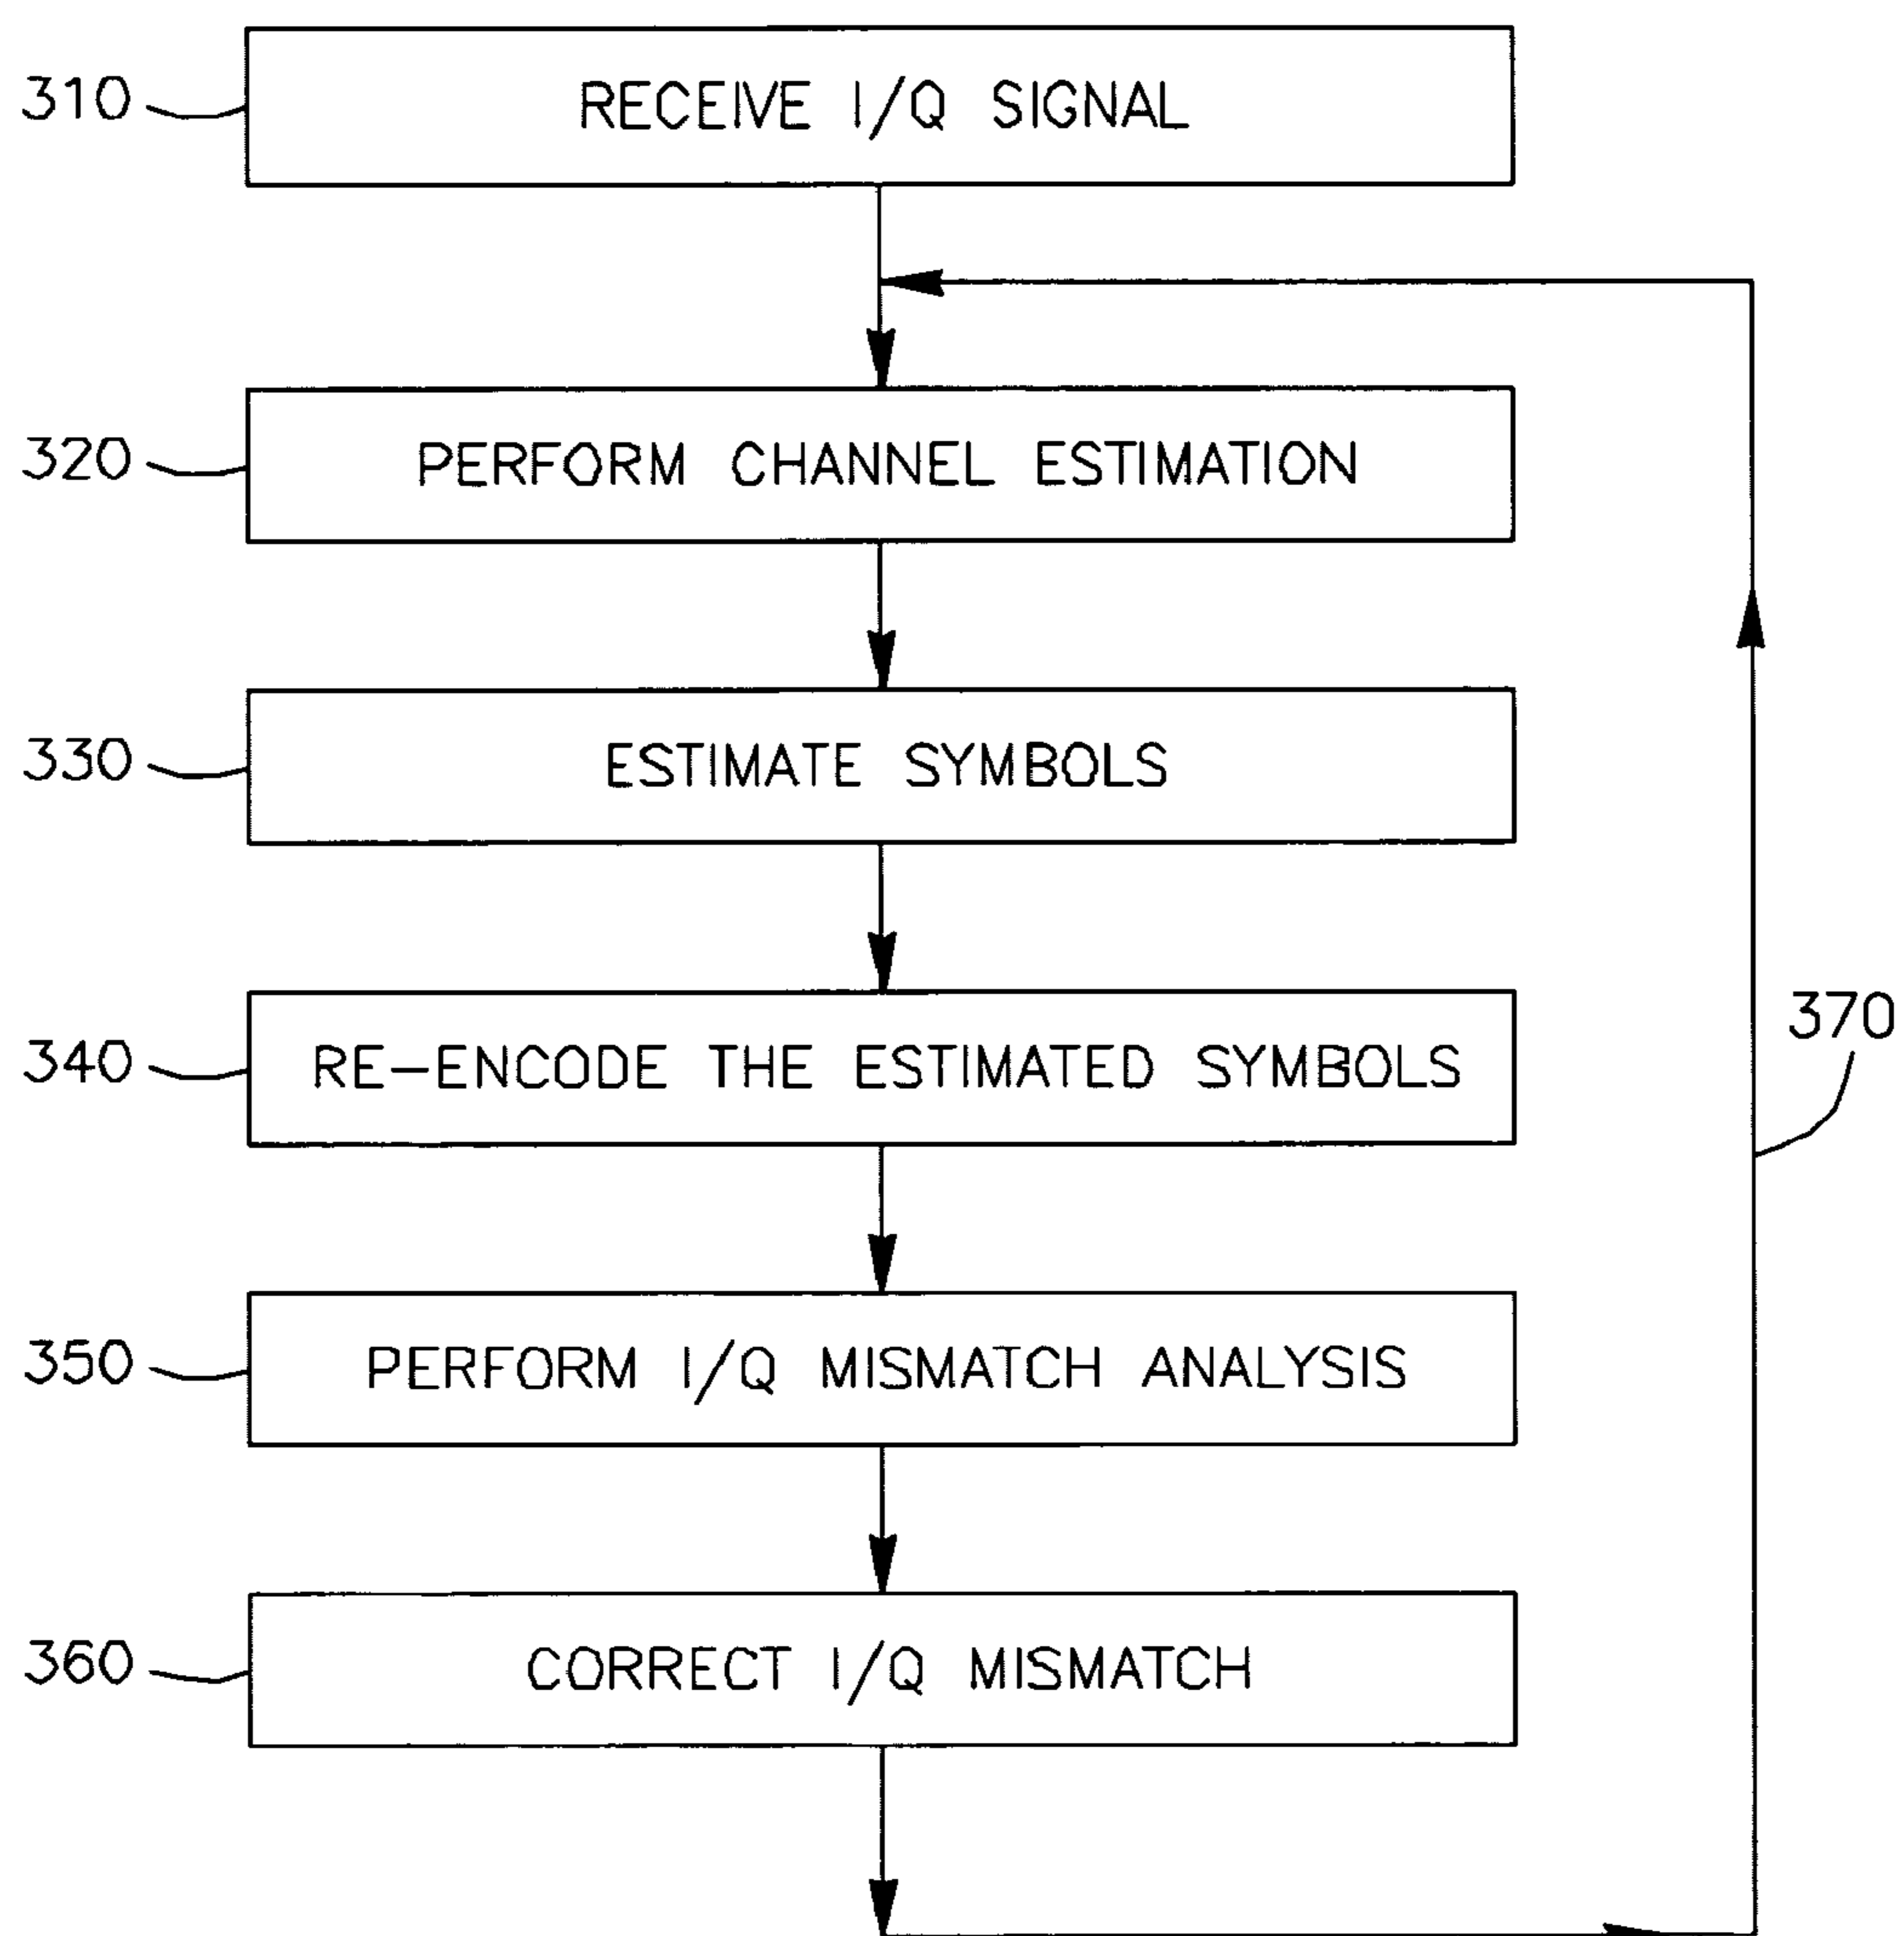 310 RECEIVE I/Q SIGNAL
320 PERFORM CHANNEL ESTIMATION
330 ESTIMATE SYMBOLS
340 RE-ENCODE THE ESTIMATED SYMBOLS
370
350 PERFORM I/Q MISMATCH ANALYSIS
360 CORRECT I/Q MISMATCH